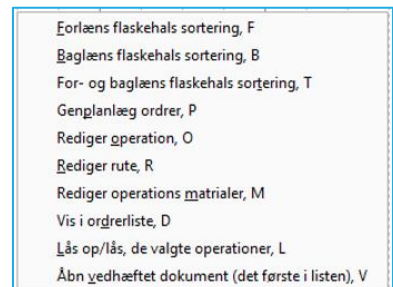 Forlæns flaskehals sortering, F
Baglæns flaskehals sortering, B
For- og baglæns flaskehals sortering, T
Genplanlæg ordrer, P
Rediger operation, O
Rediger rute, R
Rediger operations matrialer, M
Vis i ordrerliste, D
Lås op/lås, de valgte operationer, L
Åbn vedhæftet dokument (det første i listen), V